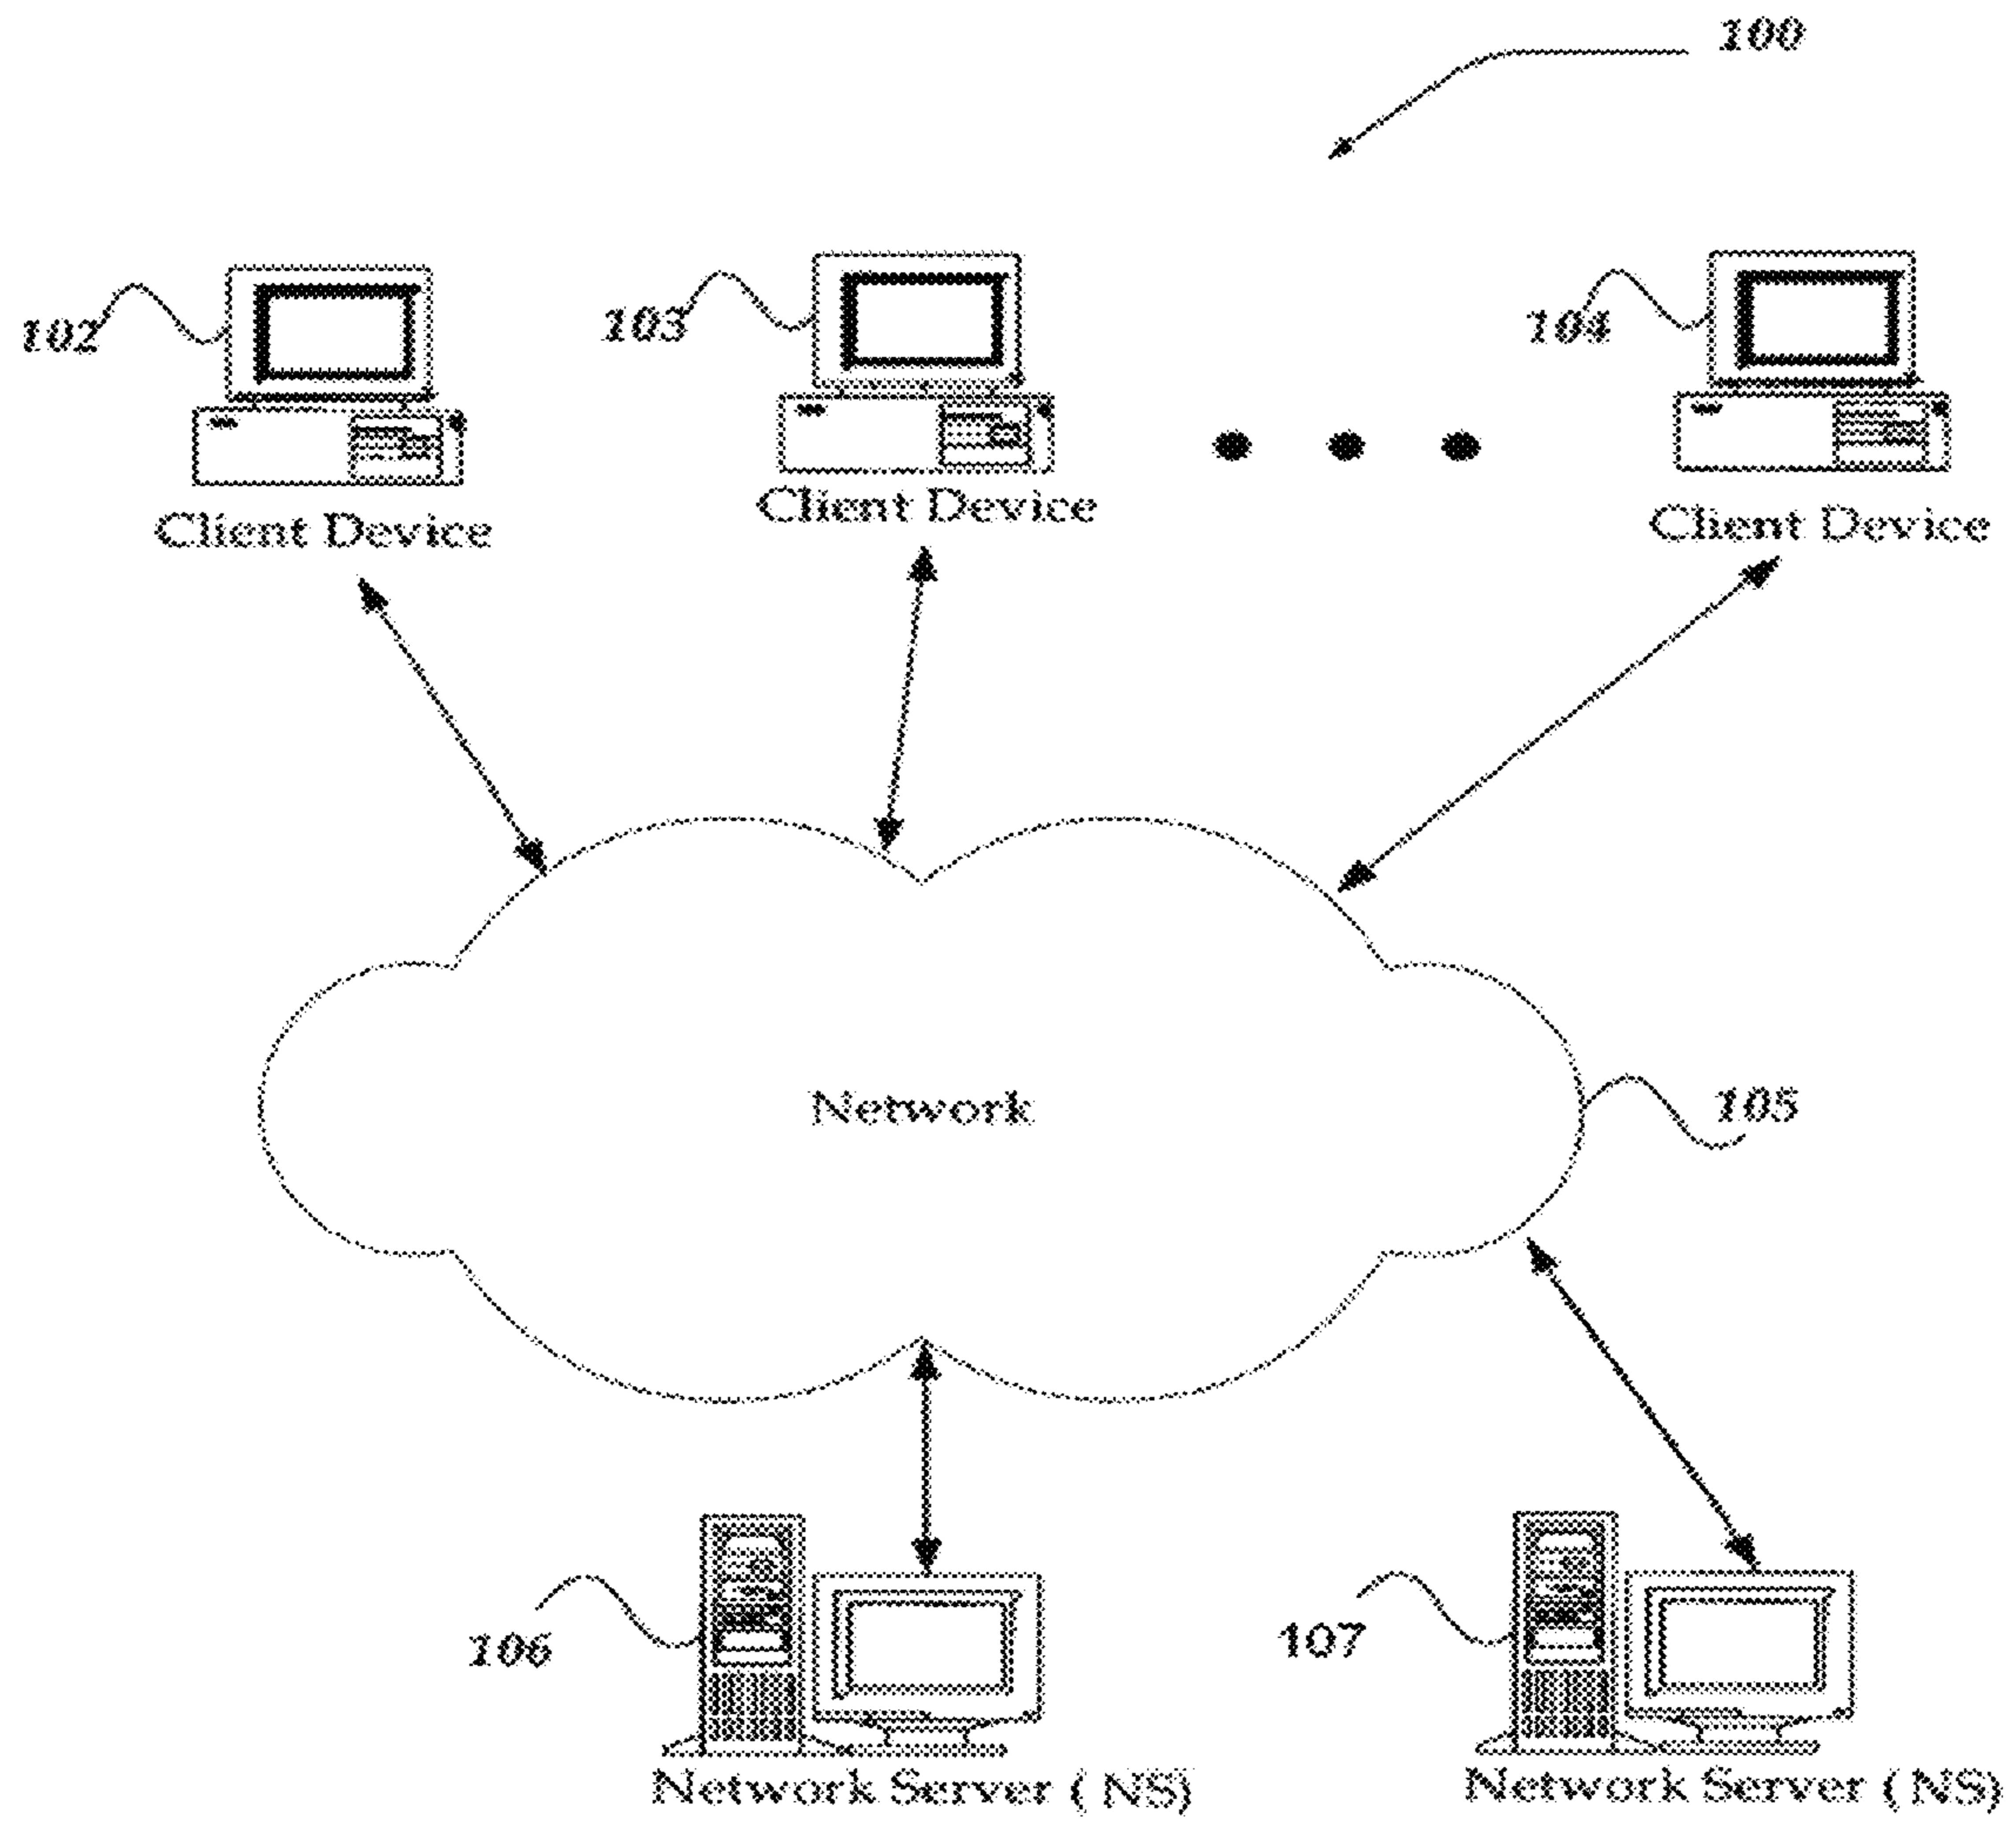 100
102
103
104
Client Device
Client Device
Client Device
Network
105
106
107
Network Server ( NS)
Network Server ( NS)